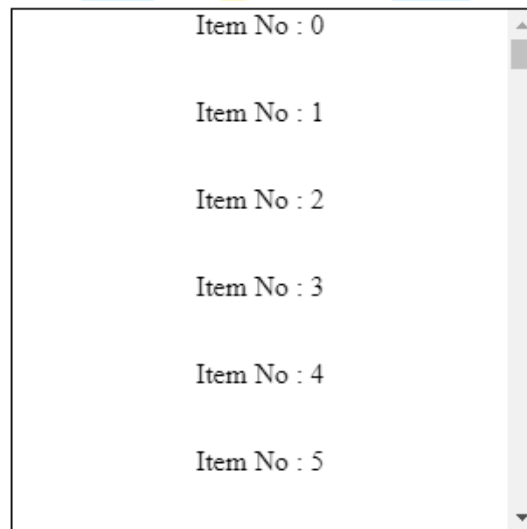 Item No : 0
Item No : 1
Item No : 2
Item No : 3
Item No : 4
Item No : 5